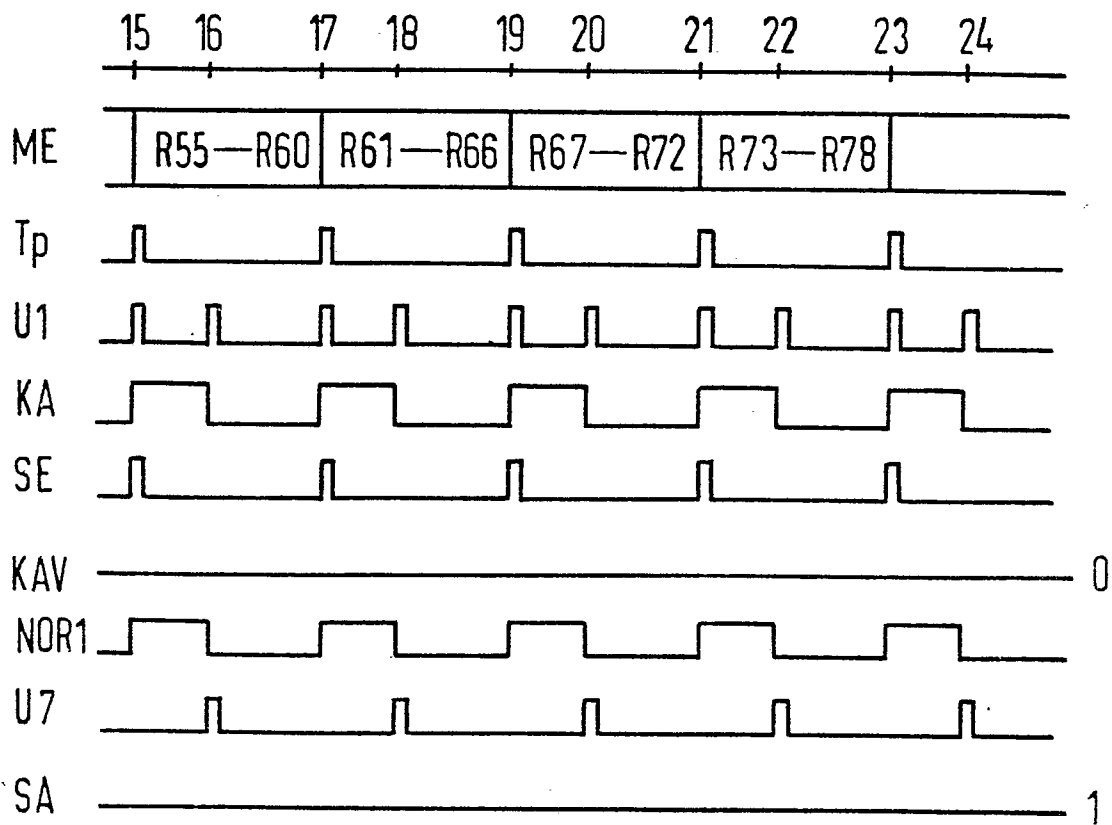 15 16 17 18 19 20 21 22 23 24
ME R55—R60 R61—R66 R67—R72 R73—R78
Tp
U1
KA
SE
KAV 0
NOR1
U7
SA 1